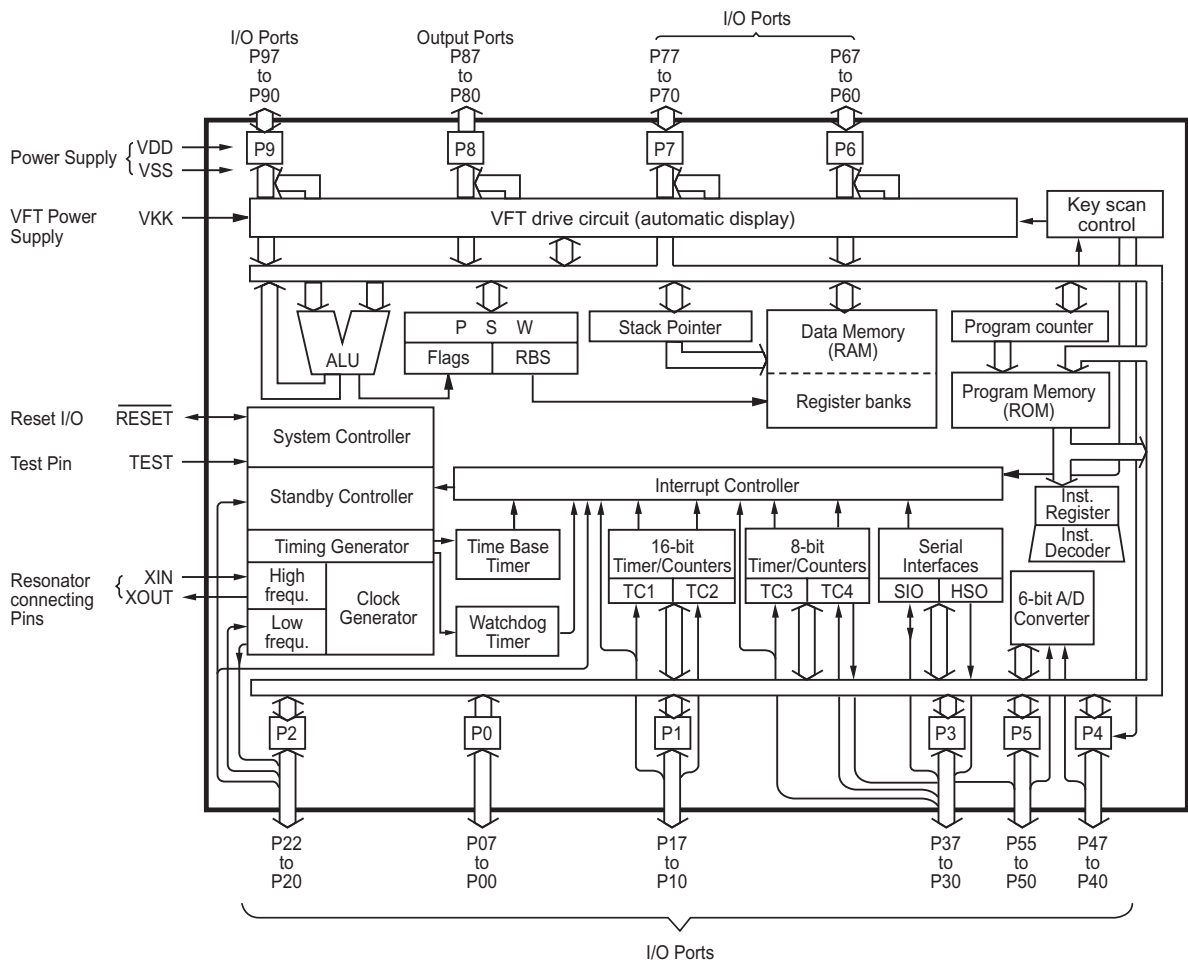 I/O Ports
I/O Ports
P97
to
P90
Output Ports
P87
to
P80
P77
to
P70
P67
to
P60
P9
P8
P7
P6
Power Supply
VDD
VSS
VFT Power
Supply
VKK
VFT drive circuit (automatic display)
Key scan
control
ALU
P S W
Flags
RBS
Stack Pointer
Data Memory
(RAM)
Register banks
Program counter
Program Memory
(ROM)
Reset I/O
RESET
Test Pin
TEST
System Controller
Standby Controller
Interrupt Controller
Inst.
Register
Inst.
Decoder
Timing Generator
Time Base
Timer
16-bit
Timer/Counters
TC1
TC2
8-bit
Timer/Counters
TC3
TC4
Serial
Interfaces
SIO
HSO
6-bit A/D
Converter
Resonator
connecting
Pins
XIN
XOUT
High
frequ.
Low
frequ.
Clock
Generator
Watchdog
Timer
P2
P0
P1
P3
P5
P4
P22
to
P20
P07
to
P00
P17
to
P10
P37
to
P30
P55
to
P50
P47
to
P40
I/O Ports